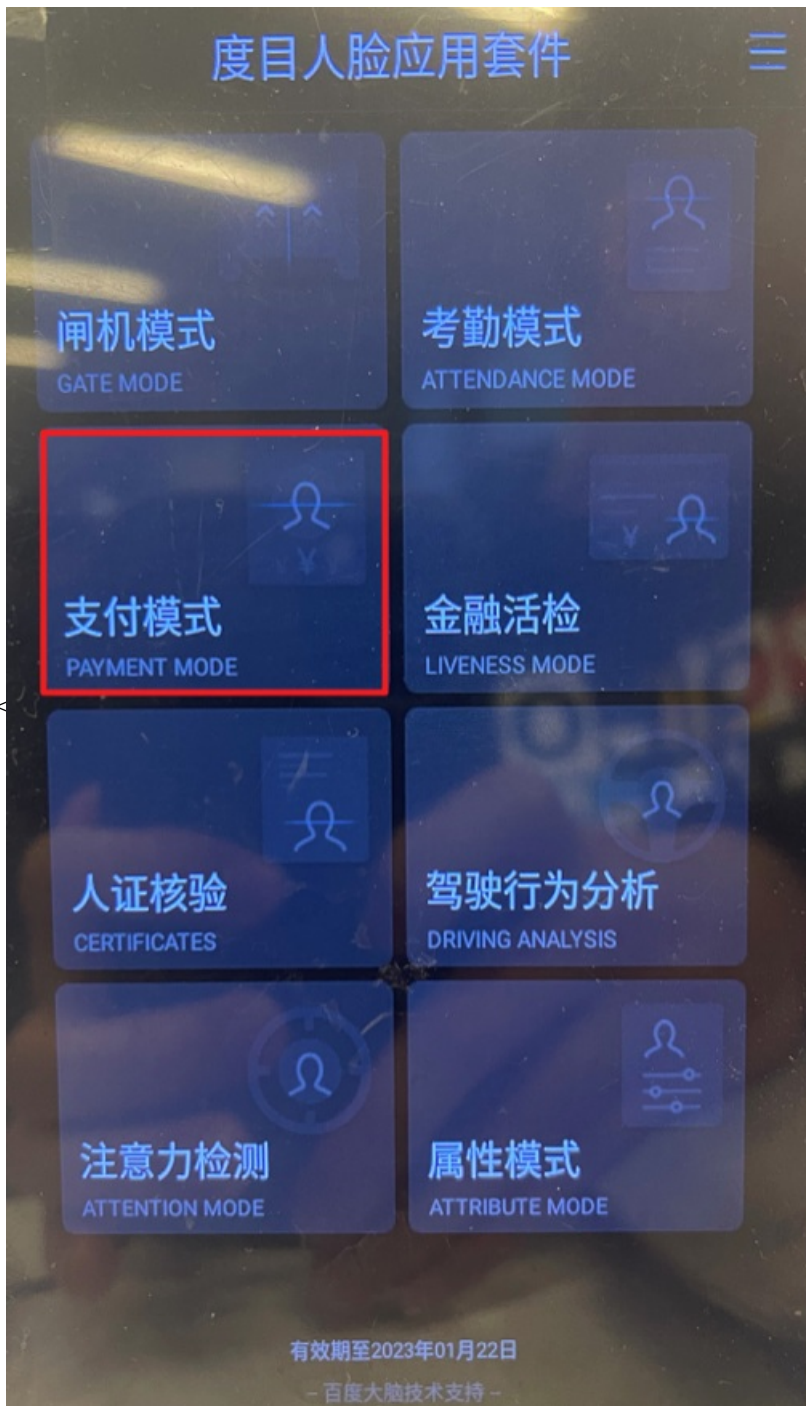 度目人脸应用套件
闸机模式
GATE MODE
考勤模式
ATTENDANCE MODE
¥
支付模式
PAYMENT MODE
¥
金融活检
LIVENESS MODE
人证核验
CERTIFICATES
驾驶行为分析
DRIVING ANALYSIS
注意力检测
ATTENTION MODE
属性模式
ATTRIBUTE MODE
有效期至2023年01月22日
– 百度大脑技术支持 –